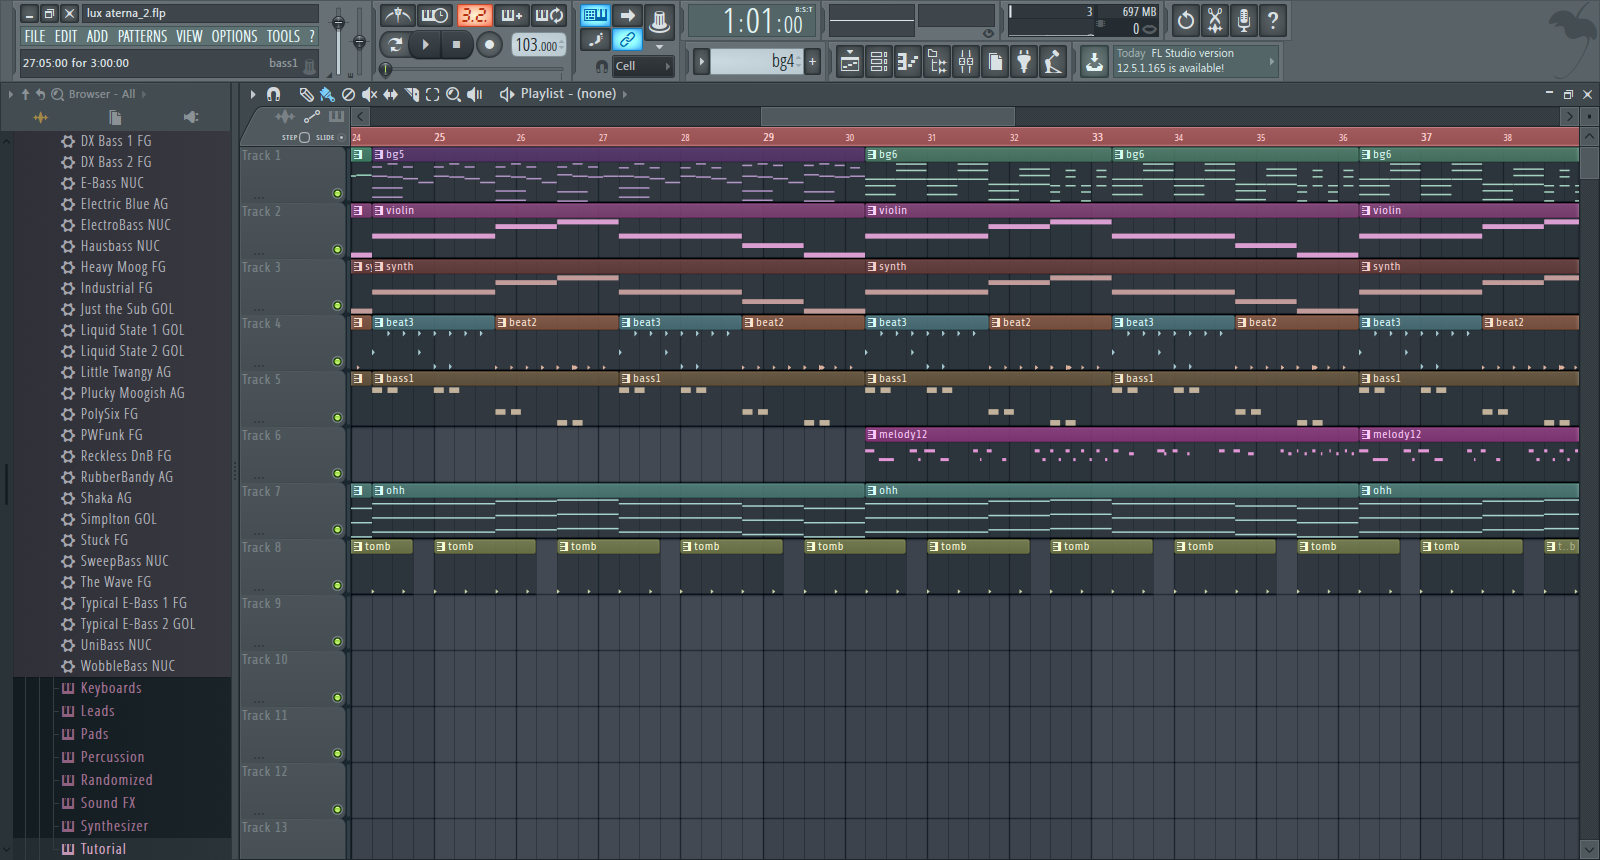 lux aterna_2.flp
FILE EDIT ADD PATTERNS VIEW OPTIONS TOOLS ?
27:05:00 for 3:00:00 bass1
3.2.
103.000
Cell
1:01:00 B:S:T
bg4
3 697 MB
0
Today FL Studio version
12.5.1.165 is available!
Browser - All
Playlist - (none)
STEP SLIDE
24 25 26 27 28 29 30 31 32 33 34 35 36 37 38
DX Bass 1 FG
DX Bass 2 FG
E-Bass NUC
Electric Blue AG
ElectroBass NUC
Hausbass NUC
Heavy Moog FG
Industrial FG
Just the Sub GOL
Liquid State 1 GOL
Liquid State 2 GOL
Little Twangy AG
Plucky Moogish AG
PolySix FG
PWFunk FG
Reckless DnB FG
RubberBandy AG
Shaka AG
Simplton GOL
Stuck FG
SweepBass NUC
The Wave FG
Typical E-Bass 1 FG
Typical E-Bass 2 GOL
UniBass NUC
WobbleBass NUC
Keyboards
Leads
Pads
Percussion
Randomized
Sound FX
Synthesizer
Tutorial
Track 1 bg5 bg6 bg6 bg6
Track 2 violin violin violin
Track 3 sy synth synth synth
Track 4 beat3 beat2 beat3 beat2 beat3 beat2 beat3 beat2 beat3 beat2
Track 5 bass1 bass1 bass1 bass1 bass1
Track 6 melody12 melody12
Track 7 ohh ohh ohh
Track 8 tomb tomb tomb tomb tomb tomb tomb tomb tomb tomb t..b
Track 9
Track 10
Track 11
Track 12
Track 13